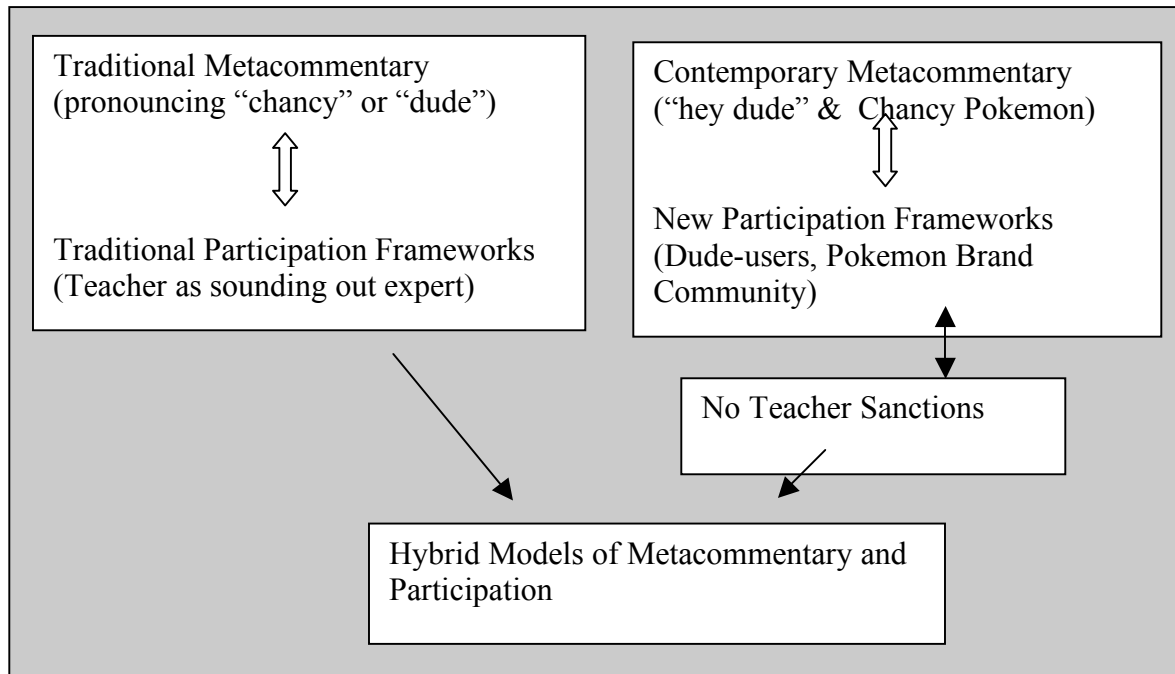 Traditional Metacommentary
(pronouncing “chancy” or “dude”)
Traditional Participation Frameworks
(Teacher as sounding out expert)
Contemporary Metacommentary
(“hey dude” & Chancy Pokemon)
New Participation Frameworks
(Dude-users, Pokemon Brand
Community)
No Teacher Sanctions
Hybrid Models of Metacommentary and
Participation